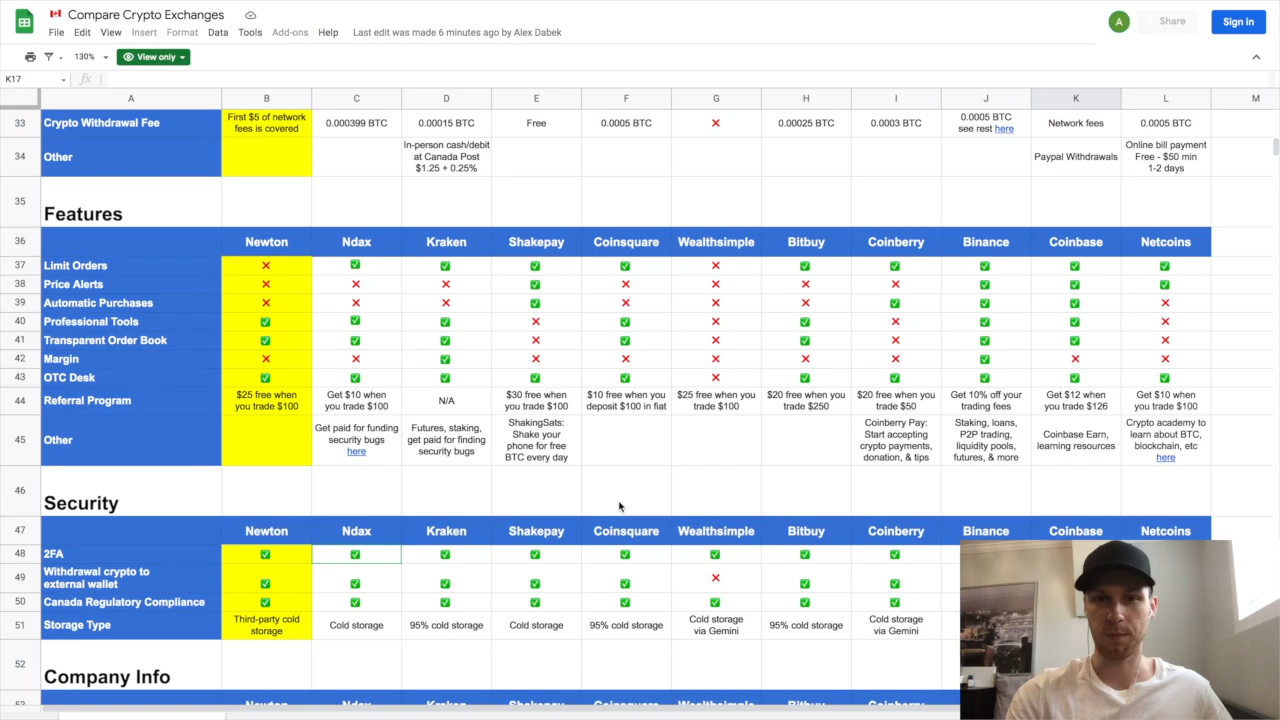 Compare Crypto Exchanges
A
Share
Sign in
File Edit View Insert Format Data Tools Add-ons Help Last edit was made 6 minutes ago by Alex Dabek
130% View only
K17 fx
A B C D E F G H I J K L M
33 Crypto Withdrawal Fee First $5 of network fees is covered 0.000399 BTC 0.00015 BTC Free 0.0005 BTC ❌ 0.00025 BTC 0.0003 BTC 0.0005 BTC see rest here Network fees 0.0005 BTC
34 Other In-person cash/debit at Canada Post $1.25 + 0.25% Paypal Withdrawals Online bill payment Free - $50 min 1-2 days
35 Features
36 Newton Ndax Kraken Shakepay Coinsquare Wealthsimple Bitbuy Coinberry Binance Coinbase Netcoins
37 Limit Orders ❌ ✅ ✅ ✅ ✅ ❌ ✅ ✅ ✅ ✅ ✅
38 Price Alerts ❌ ❌ ❌ ✅ ❌ ❌ ❌ ❌ ✅ ✅ ✅
39 Automatic Purchases ❌ ❌ ❌ ✅ ❌ ❌ ❌ ✅ ✅ ✅ ❌
40 Professional Tools ✅ ✅ ✅ ❌ ✅ ❌ ✅ ❌ ✅ ✅ ❌
41 Transparent Order Book ✅ ✅ ✅ ❌ ✅ ❌ ✅ ❌ ✅ ✅ ❌
42 Margin ❌ ❌ ✅ ❌ ❌ ❌ ❌ ❌ ✅ ❌ ❌
43 OTC Desk ✅ ✅ ✅ ✅ ✅ ❌ ✅ ✅ ✅ ✅ ✅
44 Referral Program $25 free when you trade $100 Get $10 when you trade $100 N/A $30 free when you trade $100 $10 free when you deposit $100 in fiat $25 free when you trade $100 $20 free when you trade $250 $20 free when you trade $50 Get 10% off your trading fees Get $12 when you trade $126 Get $10 when you trade $100
45 Other Get paid for funding security bugs here Futures, staking, get paid for finding security bugs ShakingSats: Shake your phone for free BTC every day Coinberry Pay: Start accepting crypto payments, donation, & tips Staking, loans, P2P trading, liquidity pools, futures, & more Coinbase Earn, learning resources Crypto academy to learn about BTC, blockchain, etc here
46 Security
47 Newton Ndax Kraken Shakepay Coinsquare Wealthsimple Bitbuy Coinberry Binance Coinbase Netcoins
48 2FA ✅ ✅ ✅ ✅ ✅ ✅ ✅ ✅
49 Withdrawal crypto to external wallet ✅ ✅ ✅ ✅ ✅ ❌ ✅ ✅
50 Canada Regulatory Compliance ✅ ✅ ✅ ✅ ✅ ✅ ✅ ✅
51 Storage Type Third-party cold storage Cold storage 95% cold storage Cold storage 95% cold storage Cold storage via Gemini 95% cold storage Cold storage via Gemini
52 Company Info
53 Newton Ndax Kraken Shakepay Coinsquare Wealthsimple Bitbuy Coinberry